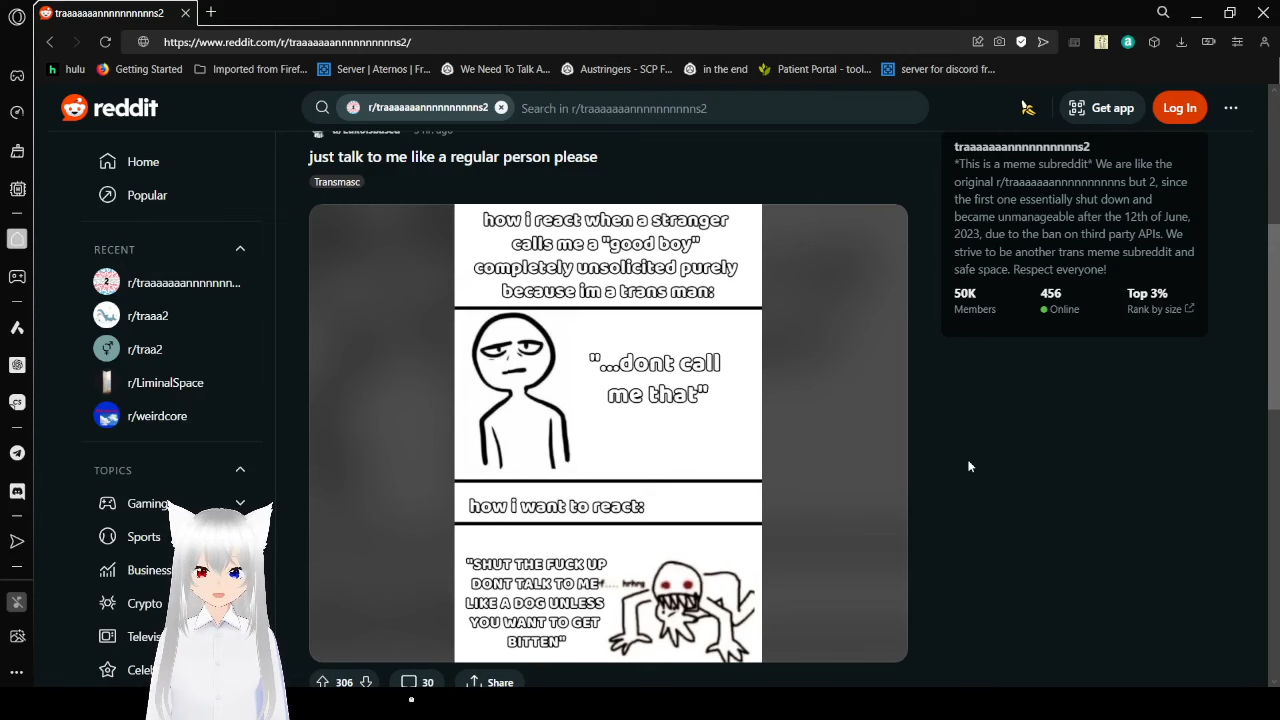 traaaaaaannnnnnnnnns2
https://www.reddit.com/r/traaaaaaannnnnnnnnns2/
hulu
Getting Started
Imported from Firef...
Server | Aternos | Fr...
We Need To Talk A...
Austringers - SCP F...
in the end
Patient Portal - tool...
server for discord fr...
reddit
r/traaaaaaannnnnnnnnns2
Search in r/traaaaaaannnnnnnnnns2
Get app
Log In
Home
Popular
RECENT
r/traaaaaaannnnnnn...
r/traaa2
r/traa2
r/LiminalSpace
r/weirdcore
TOPICS
Gaming
Sports
Business
Crypto
Televis
Celeb
just talk to me like a regular person please
Transmasc
how i react when a stranger
calls me a "good boy"
completely unsolicited purely
because im a trans man:
"...dont call
me that"
how i want to react:
"SHUT THE FUCK UP
DONT TALK TO ME
LIKE A DOG UNLESS
YOU WANT TO GET
BITTEN"
hrhrg
306
30
Share
traaaaaaannnnnnnnnns2
*This is a meme subreddit* We are like the
original r/traaaaaaannnnnnnnnns but 2, since
the first one essentially shut down and
became unmanageable after the 12th of June,
2023, due to the ban on third party APIs. We
strive to be another trans meme subreddit and
safe space. Respect everyone!
50K
Members
456
Online
Top 3%
Rank by size